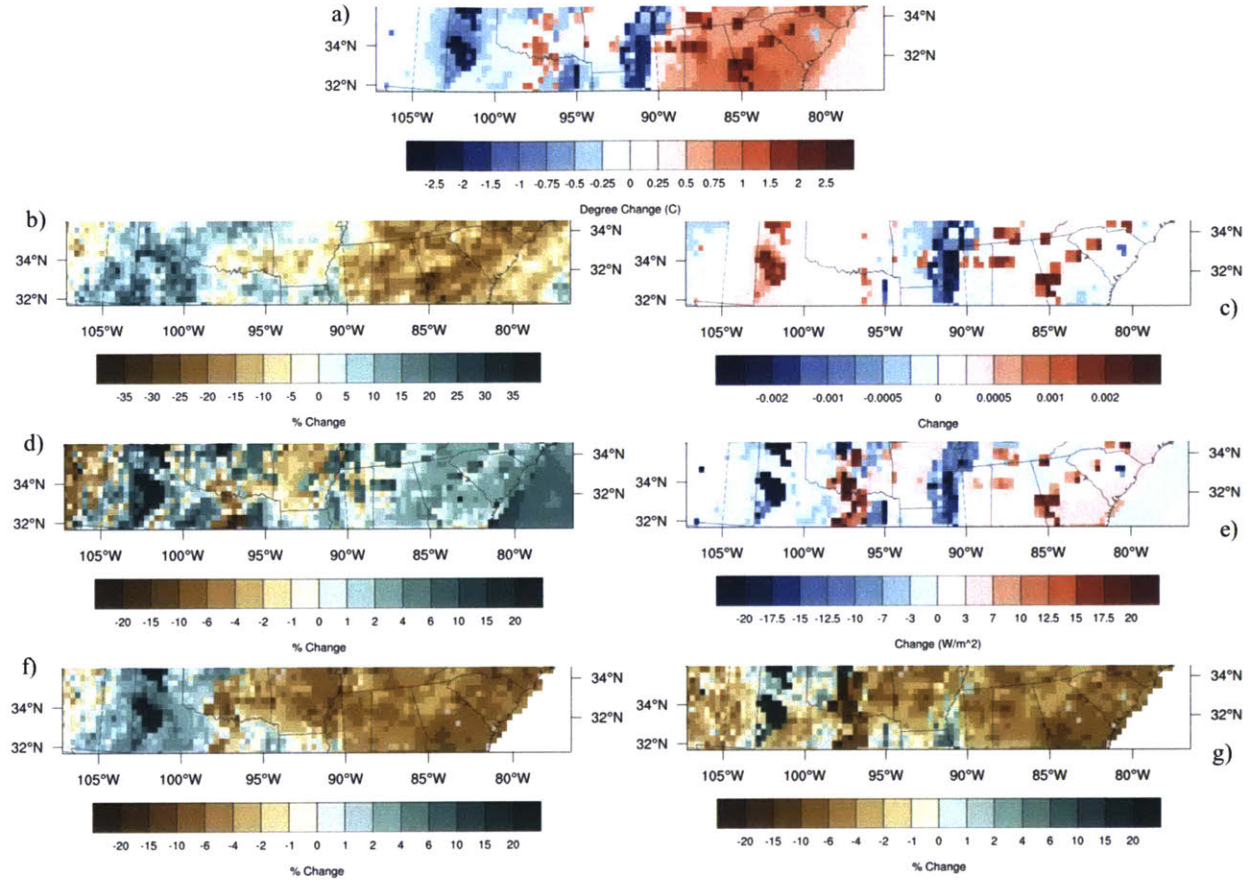 a)
34°N
32°N
34°N
32°N
105°W 100°W 95°W 90°W 85°W 80°W
-2.5 -2 -1.5 -1 -0.75 -0.5 -0.25 0 0.25 0.5 0.75 1 1.5 2 2.5
Degree Change (C)
b)
34°N
32°N
34°N
32°N
105°W 100°W 95°W 90°W 85°W 80°W
-35 -30 -25 -20 -15 -10 -5 0 5 10 15 20 25 30 35
% Change
34°N
32°N
34°N
32°N
c)
105°W 100°W 95°W 90°W 85°W 80°W
-0.002 -0.001 -0.0005 0 0.0005 0.001 0.002
Change
d)
34°N
32°N
34°N
32°N
105°W 100°W 95°W 90°W 85°W 80°W
-20 -15 -10 -6 -4 -2 -1 0 1 2 4 6 10 15 20
% Change
34°N
32°N
34°N
32°N
e)
105°W 100°W 95°W 90°W 85°W 80°W
-20 -17.5 -15 -12.5 -10 -7 -3 0 3 7 10 12.5 15 17.5 20
Change (W/m^2)
f)
34°N
32°N
34°N
32°N
105°W 100°W 95°W 90°W 85°W 80°W
-20 -15 -10 -6 -4 -2 -1 0 1 2 4 6 10 15 20
% Change
34°N
32°N
34°N
32°N
g)
105°W 100°W 95°W 90°W 85°W 80°W
-20 -15 -10 -6 -4 -2 -1 0 1 2 4 6 10 15 20
% Change